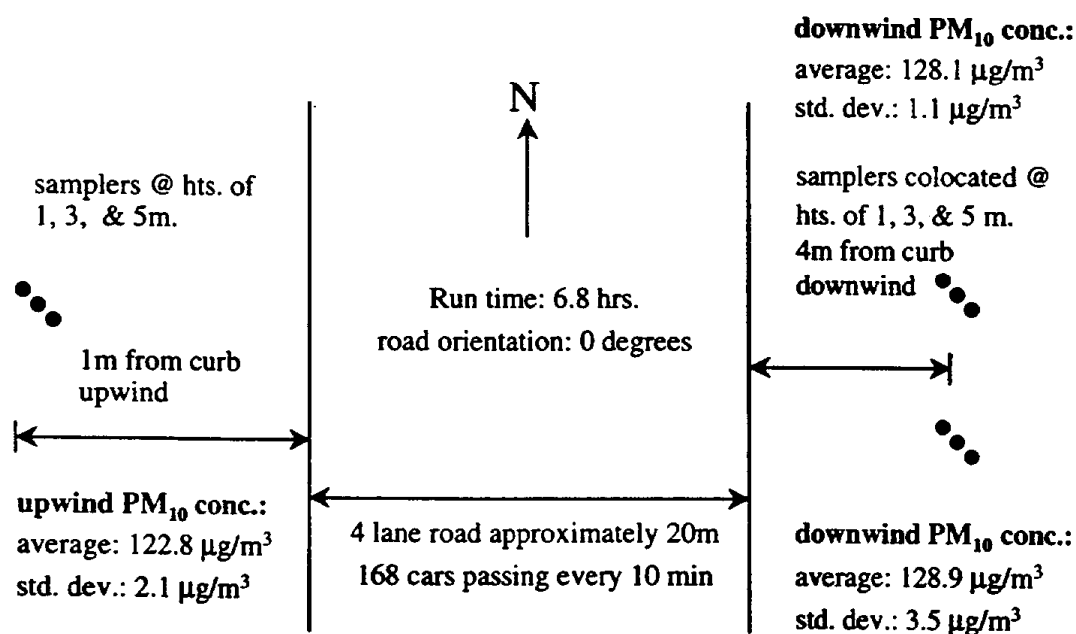 downwind PM₁₀ conc.:
average: 128.1 μg/m³
std. dev.: 1.1 μg/m³
N
samplers @ hts. of
1, 3, & 5m.
samplers colocated @
hts. of 1, 3, & 5 m.
4m from curb
downwind
Run time: 6.8 hrs.
road orientation: 0 degrees
1m from curb
upwind
upwind PM₁₀ conc.:
average: 122.8 μg/m³
std. dev.: 2.1 μg/m³
4 lane road approximately 20m
168 cars passing every 10 min
downwind PM₁₀ conc.:
average: 128.9 μg/m³
std. dev.: 3.5 μg/m³